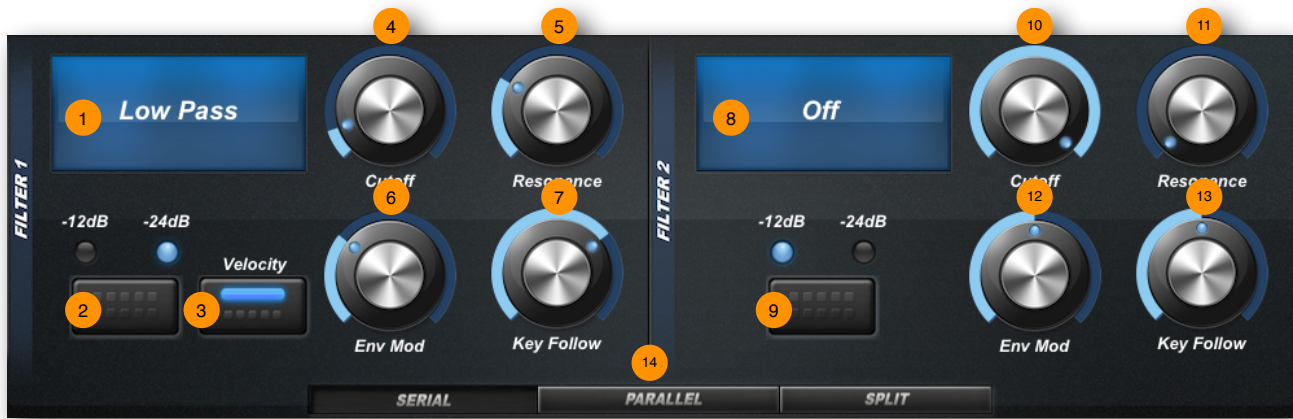 4
5
10
11
1
Low Pass
8
Off
FILTER 1
Cutoff
Resonance
FILTER 2
Cutoff
Resonance
6
7
12
13
-12dB
-24dB
-12dB
-24dB
Velocity
2
3
9
Env Mod
Key Follow
Env Mod
Key Follow
14
SERIAL
PARALLEL
SPLIT